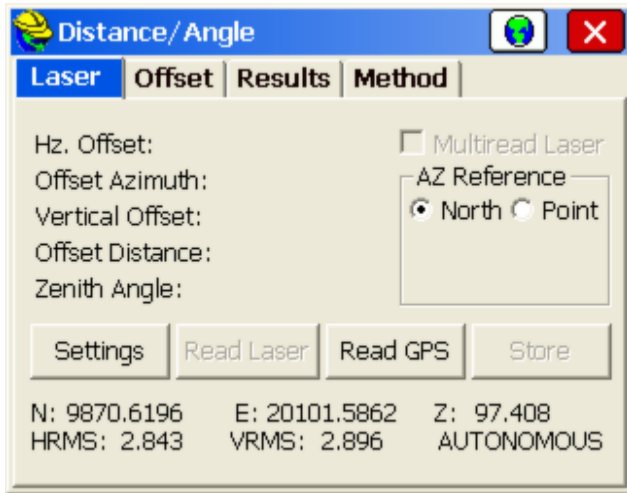 Distance/Angle
Laser Offset Results Method
Hz. Offset:
Multiread Laser
Offset Azimuth:
AZ Reference
Vertical Offset:
North Point
Offset Distance:
Zenith Angle:
Settings Read Laser Read GPS Store
N: 9870.6196 E: 20101.5862 Z: 97.408
HRMS: 2.843 VRMS: 2.896 AUTONOMOUS